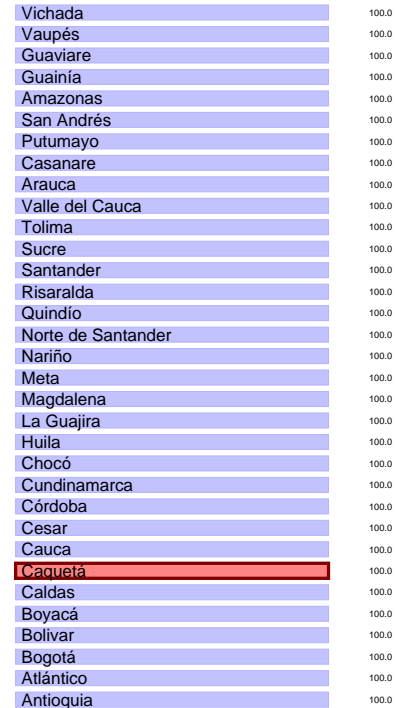 Vichada 100.0
Vaupés 100.0
Guaviare 100.0
Guainía 100.0
Amazonas 100.0
San Andrés 100.0
Putumayo 100.0
Casanare 100.0
Arauca 100.0
Valle del Cauca 100.0
Tolima 100.0
Sucre 100.0
Santander 100.0
Risaralda 100.0
Quindío 100.0
Norte de Santander 100.0
Nariño 100.0
Meta 100.0
Magdalena 100.0
La Guajira 100.0
Huila 100.0
Chocó 100.0
Cundinamarca 100.0
Córdoba 100.0
Cesar 100.0
Cauca 100.0
Caquetá 100.0
Caldas 100.0
Boyacá 100.0
Bolivar 100.0
Bogotá 100.0
Atlántico 100.0
Antioquia 100.0